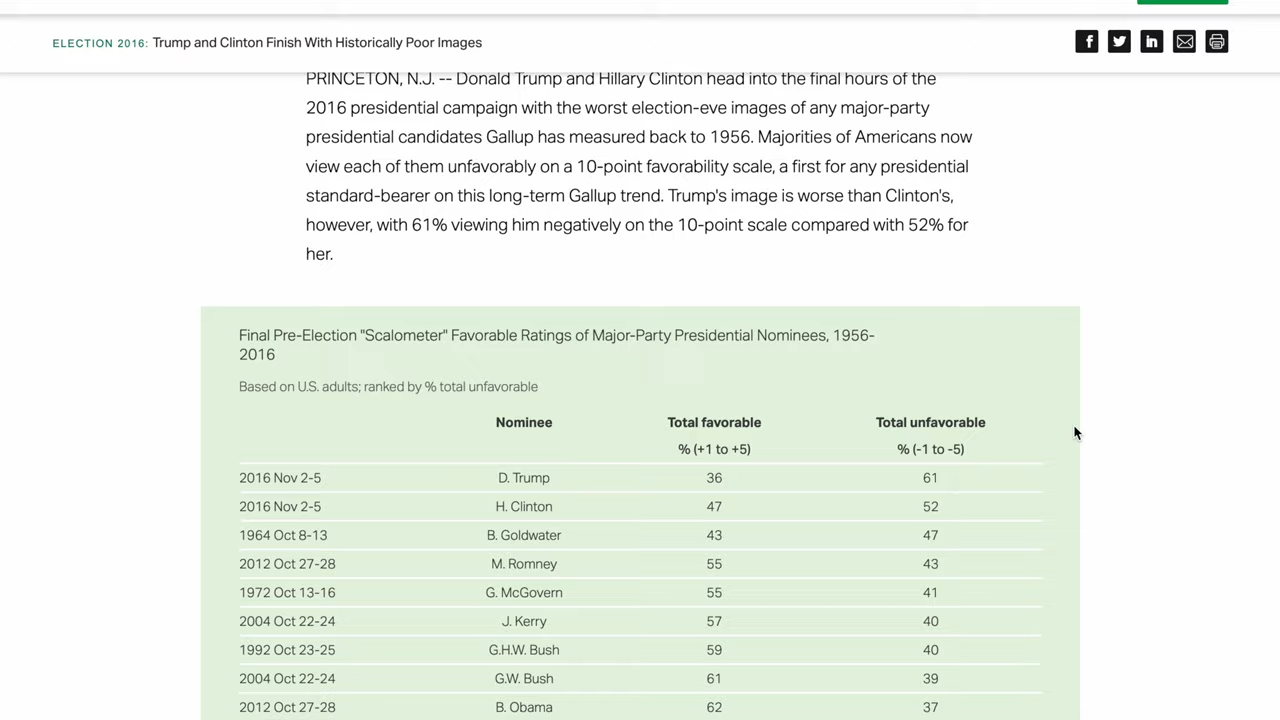 ELECTION 2016: Trump and Clinton Finish With Historically Poor Images
PRINCETON, N.J. -- Donald Trump and Hillary Clinton head into the final hours of the
2016 presidential campaign with the worst election-eve images of any major-party
presidential candidates Gallup has measured back to 1956. Majorities of Americans now
view each of them unfavorably on a 10-point favorability scale, a first for any presidential
standard-bearer on this long-term Gallup trend. Trump's image is worse than Clinton's,
however, with 61% viewing him negatively on the 10-point scale compared with 52% for
her.
Final Pre-Election "Scalometer" Favorable Ratings of Major-Party Presidential Nominees, 1956-
2016
Based on U.S. adults; ranked by % total unfavorable
Nominee Total favorable Total unfavorable
% (+1 to +5) % (-1 to -5)
2016 Nov 2-5 D. Trump 36 61
2016 Nov 2-5 H. Clinton 47 52
1964 Oct 8-13 B. Goldwater 43 47
2012 Oct 27-28 M. Romney 55 43
1972 Oct 13-16 G. McGovern 55 41
2004 Oct 22-24 J. Kerry 57 40
1992 Oct 23-25 G.H.W. Bush 59 40
2004 Oct 22-24 G.W. Bush 61 39
2012 Oct 27-28 B. Obama 62 37